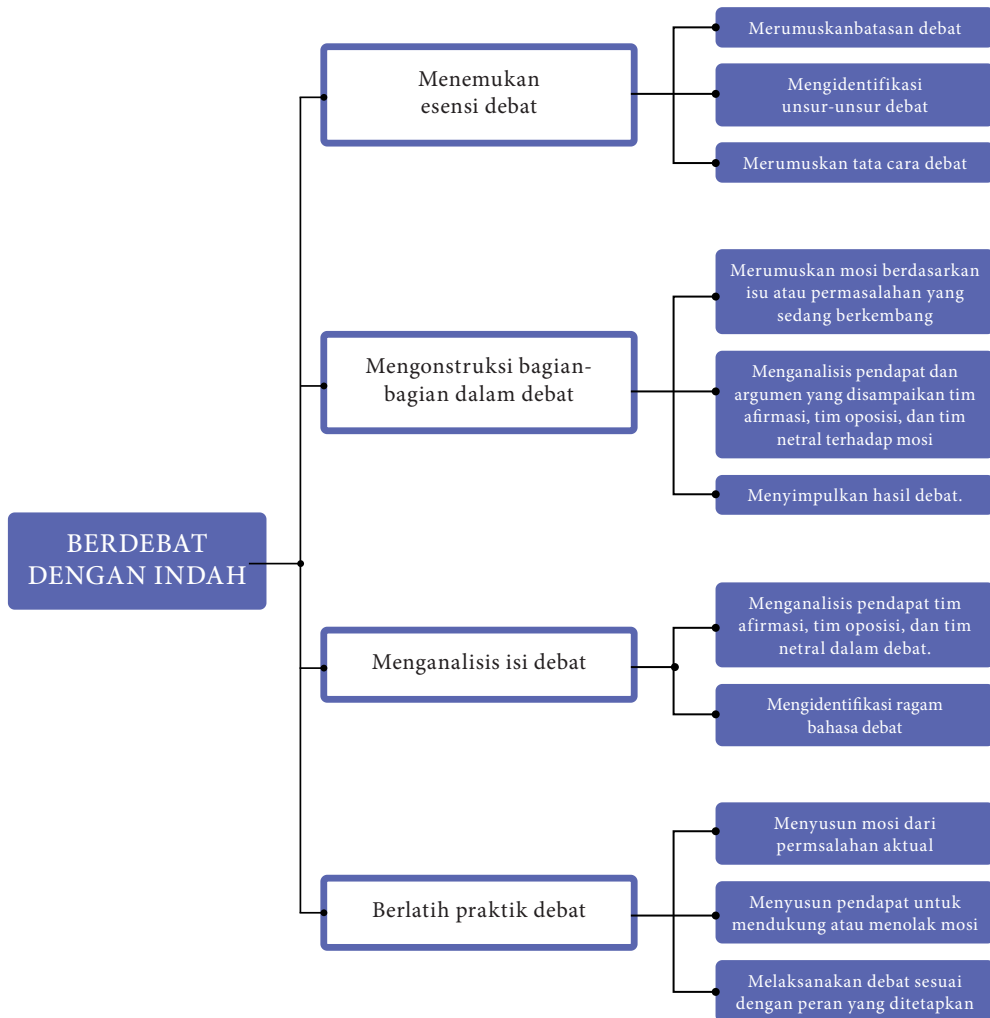 BERDEBAT
DENGAN INDAH
Menemukan
esensi debat
Merumuskanbatasan debat
Mengidentifikasi
unsur-unsur debat
Merumuskan tata cara debat
Mengonstruksi bagian-
bagian dalam debat
Merumuskan mosi berdasarkan
isu atau permasalahan yang
sedang berkembang
Menganalisis pendapat dan
argumen yang disampaikan tim
afirmasi, tim oposisi, dan tim
netral terhadap mosi
Menyimpulkan hasil debat.
Menganalisis isi debat
Menganalisis pendapat tim
afirmasi, tim oposisi, dan tim
netral dalam debat.
Mengidentifikasi ragam
bahasa debat
Berlatih praktik debat
Menyusun mosi dari
permsalahan aktual
Menyusun pendapat untuk
mendukung atau menolak mosi
Melaksanakan debat sesuai
dengan peran yang ditetapkan